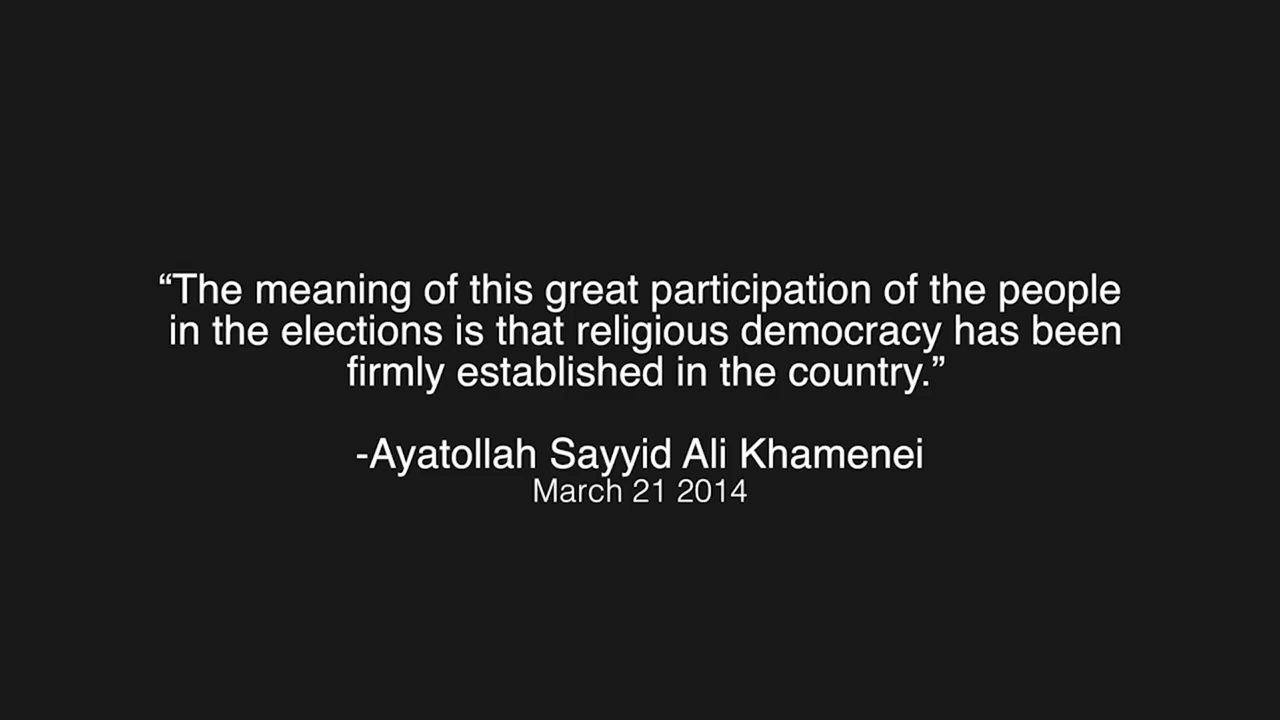 “The meaning of this great participation of the people
in the elections is that religious democracy has been
firmly established in the country.”
-Ayatollah Sayyid Ali Khamenei
March 21 2014